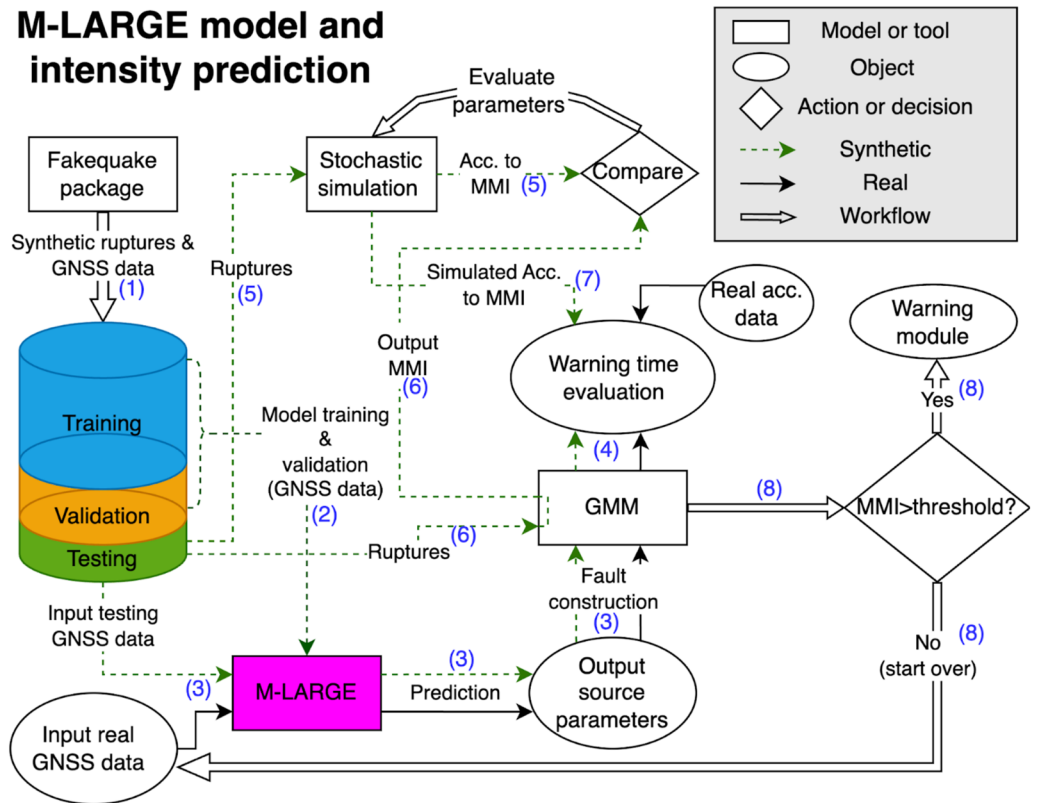 M-LARGE model and
intensity prediction
Model or tool
Object
Action or decision
Synthetic
Real
Workflow
Evaluate
parameters
Fakequake
package
Stochastic
simulation
Acc. to
MMI (5)
Compare
Synthetic ruptures &
GNSS data
(1)
Ruptures
(5)
Simulated Acc.
to MMI
(7)
Real acc.
data
Warning
module
Output
MMI
(6)
Warning time
evaluation
Yes (8)
Training
Model training
&
validation
(GNSS data)
(2)
(4)
Validation
Testing
Ruptures (6)
GMM
(8)
MMI>threshold?
Fault
construction
(3)
Input testing
GNSS data
(3)
M-LARGE
(3)
Prediction
Output
source
parameters
No
(start over)
(8)
Input real
GNSS data